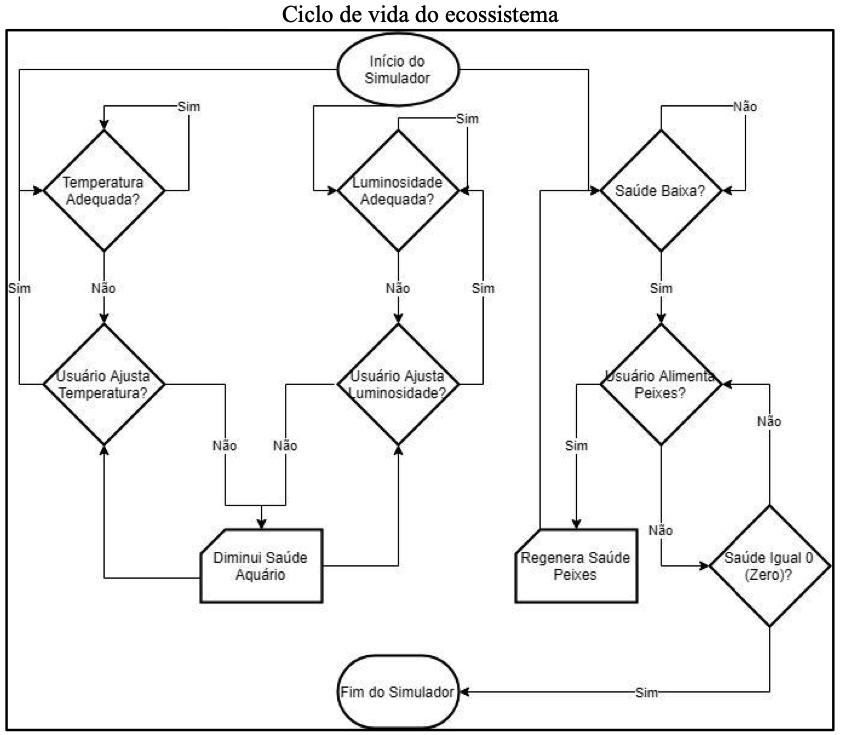 Ciclo de vida do ecossistema
Início do
Simulador
Sim
Sim
Não
Temperatura
Adequada?
Luminosidade
Adequada?
Saúde Baixa?
Sim
Não
Não
Sim
Sim
Usuário Ajusta
Temperatura?
Usuário Ajusta
Luminosidade?
Usuário Alimenta
Peixes?
Não
Não
Sim
Não
Não
Diminui Saúde
Aquário
Regenera Saúde
Peixes
Saúde Igual 0
(Zero)?
Fim do Simulador
Sim